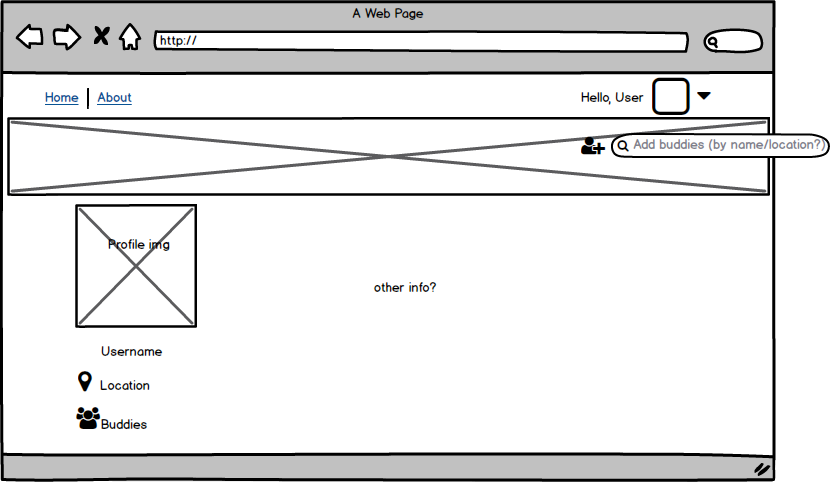 A Web Page
http://
Home
About
Hello, User
Add buddies (by name/location?)
Profile img
other info?
Username
Location
Buddies